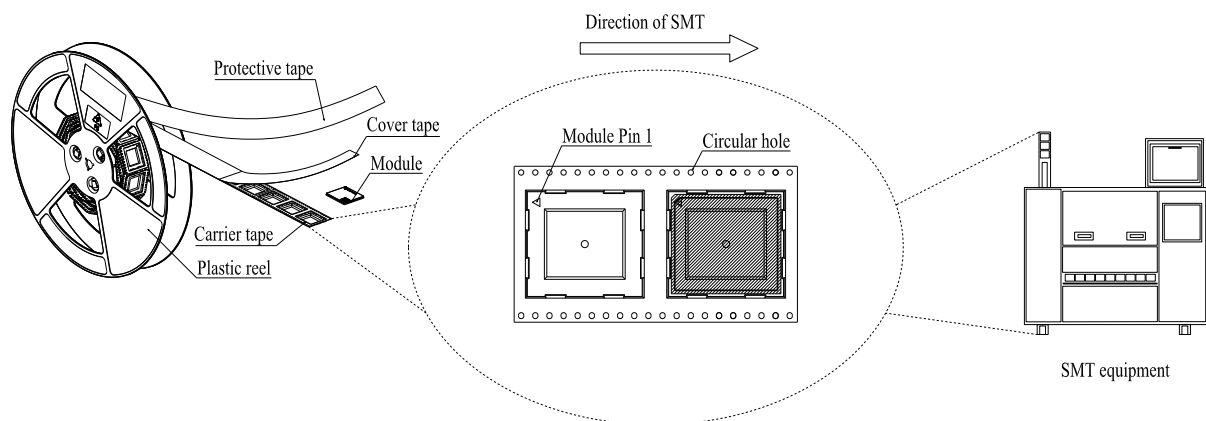 Direction of SMT
Protective tape
Cover tape
Module
Module Pin 1
Circular hole
Carrier tape
Plastic reel
SMT equipment